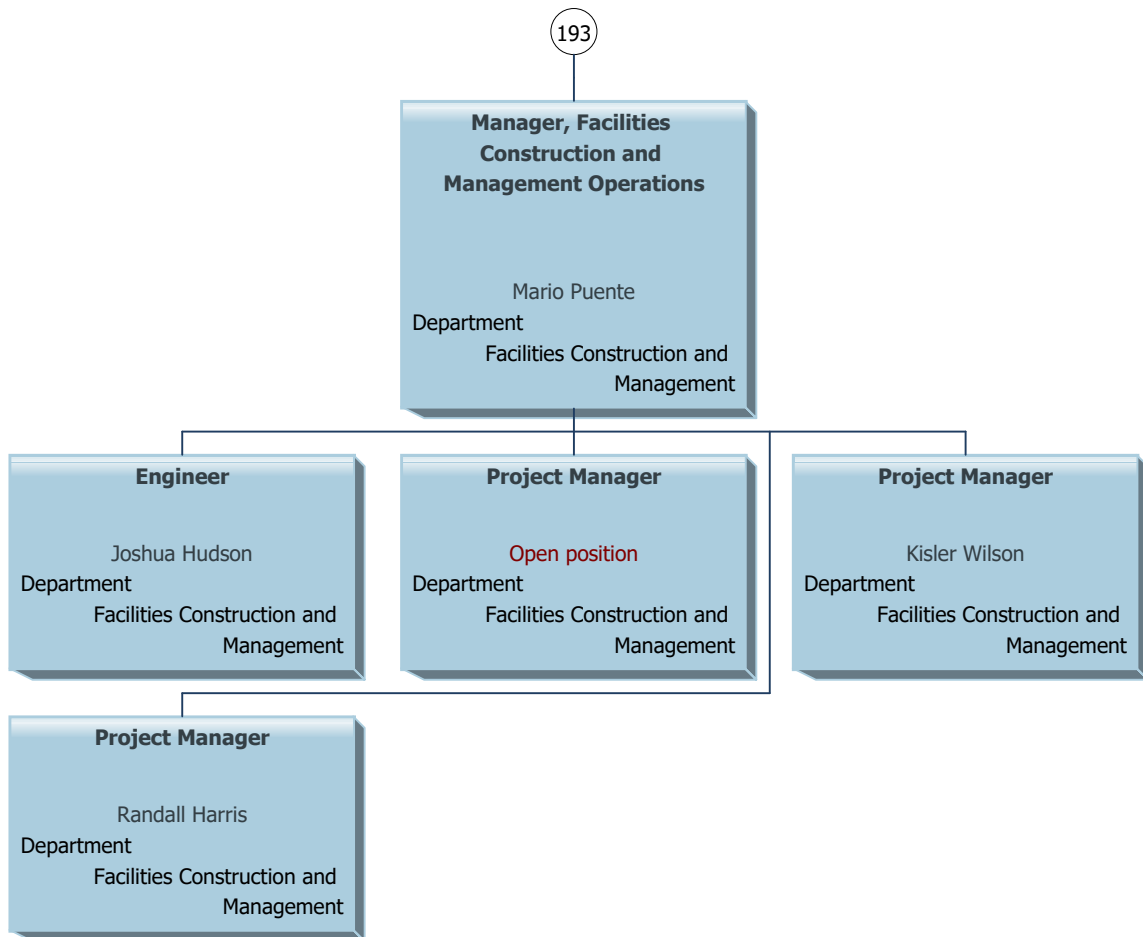 193
Manager, Facilities
Construction and
Management Operations
Mario Puente
Department
Facilities Construction and
Management
Engineer
Joshua Hudson
Department
Facilities Construction and
Management
Project Manager
Open position
Department
Facilities Construction and
Management
Project Manager
Kisler Wilson
Department
Facilities Construction and
Management
Project Manager
Randall Harris
Department
Facilities Construction and
Management